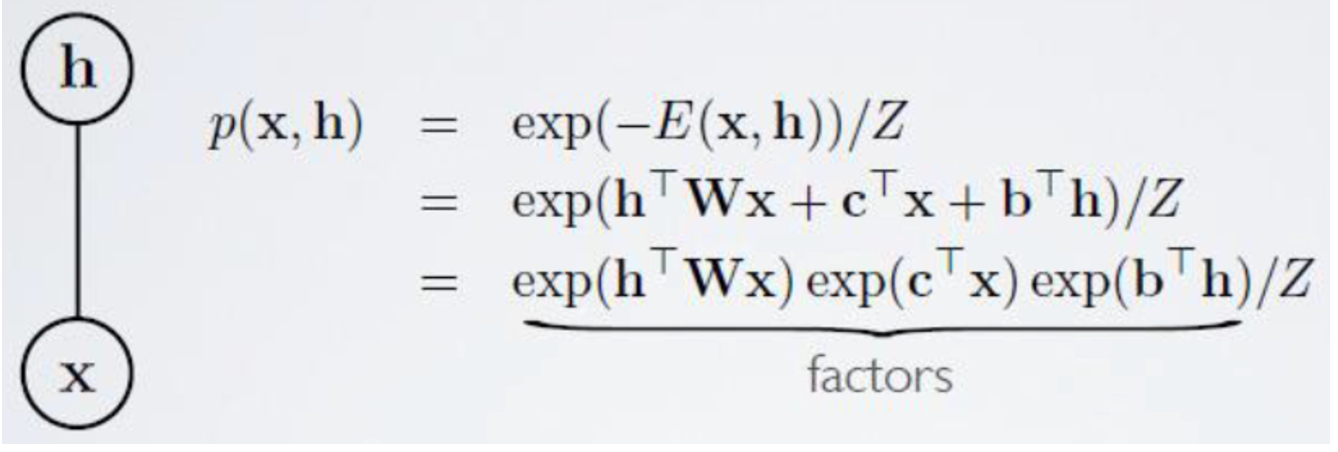 h
p(x, h) = exp(−E(x, h))/Z
= exp(h⊤Wx + c⊤x + b⊤h)/Z
= exp(h⊤Wx) exp(c⊤x) exp(b⊤h)/Z
factors
x